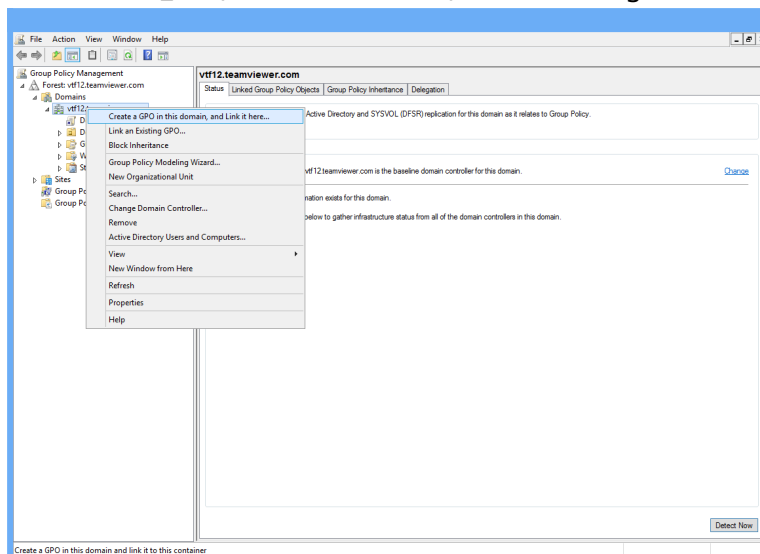 File Action View Window Help
Group Policy Management
Forest: vtf12.teamviewer.com
Domains
Sites
vtf12.teamviewer.com
Status Linked Group Policy Objects Group Policy Inheritance Delegation
Active Directory and SYSVOL (DFSR) replication for this domain as it relates to Group Policy.
vtf12.teamviewer.com is the baseline domain controller for this domain.
Change
exists for this domain.
below to gather infrastructure status from all of the domain controllers in this domain.
Create a GPO in this domain, and Link it here...
Link an Existing GPO...
Block Inheritance
Group Policy Modeling Wizard...
New Organizational Unit
Search...
Change Domain Controller...
Remove
Active Directory Users and Computers...
View
New Window from Here
Refresh
Properties
Help
Detect Now
Create a GPO in this domain and link it to this container